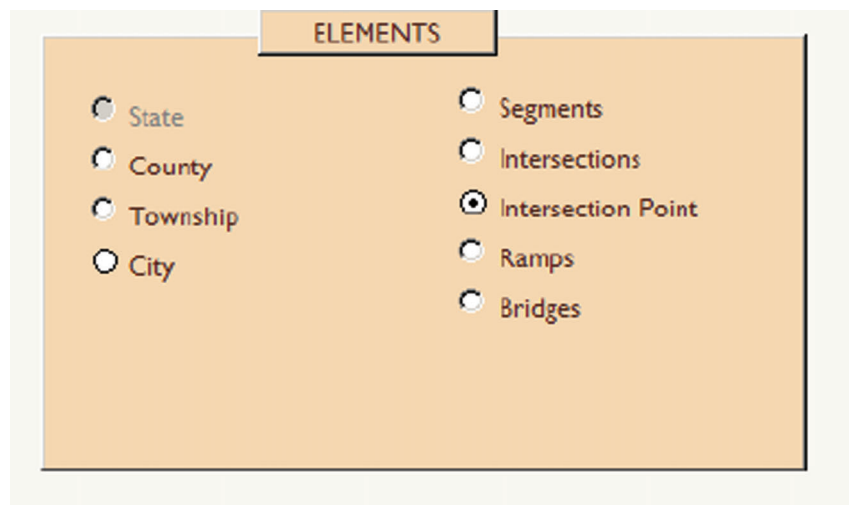 ELEMENTS
State
County
Township
City
Segments
Intersections
Intersection Point
Ramps
Bridges